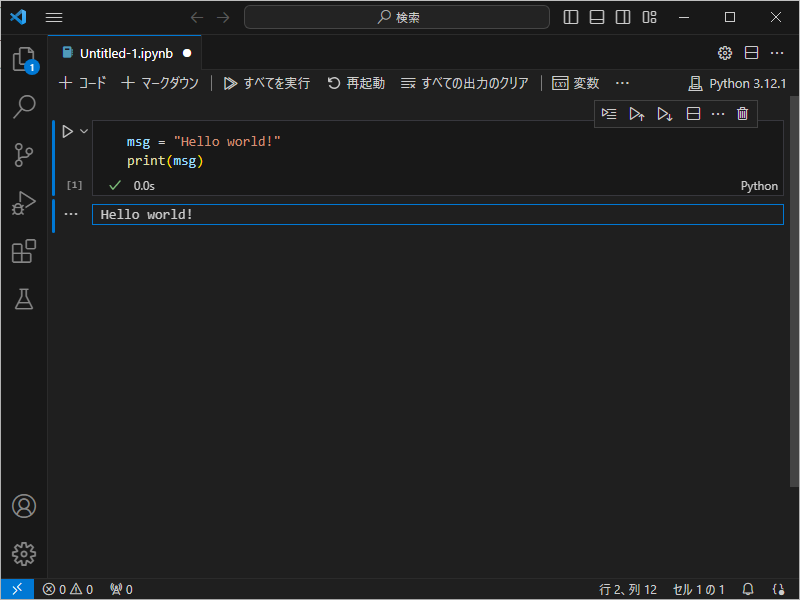 検索
Untitled-1.ipynb
コード マークダウン すべてを実行 再起動 すべての出力のクリア 変数 Python 3.12.1
msg = "Hello world!"
print(msg)
[1] 0.0s Python
Hello world!
1
0 0 0 行 2、列 12 セル 1 の 1